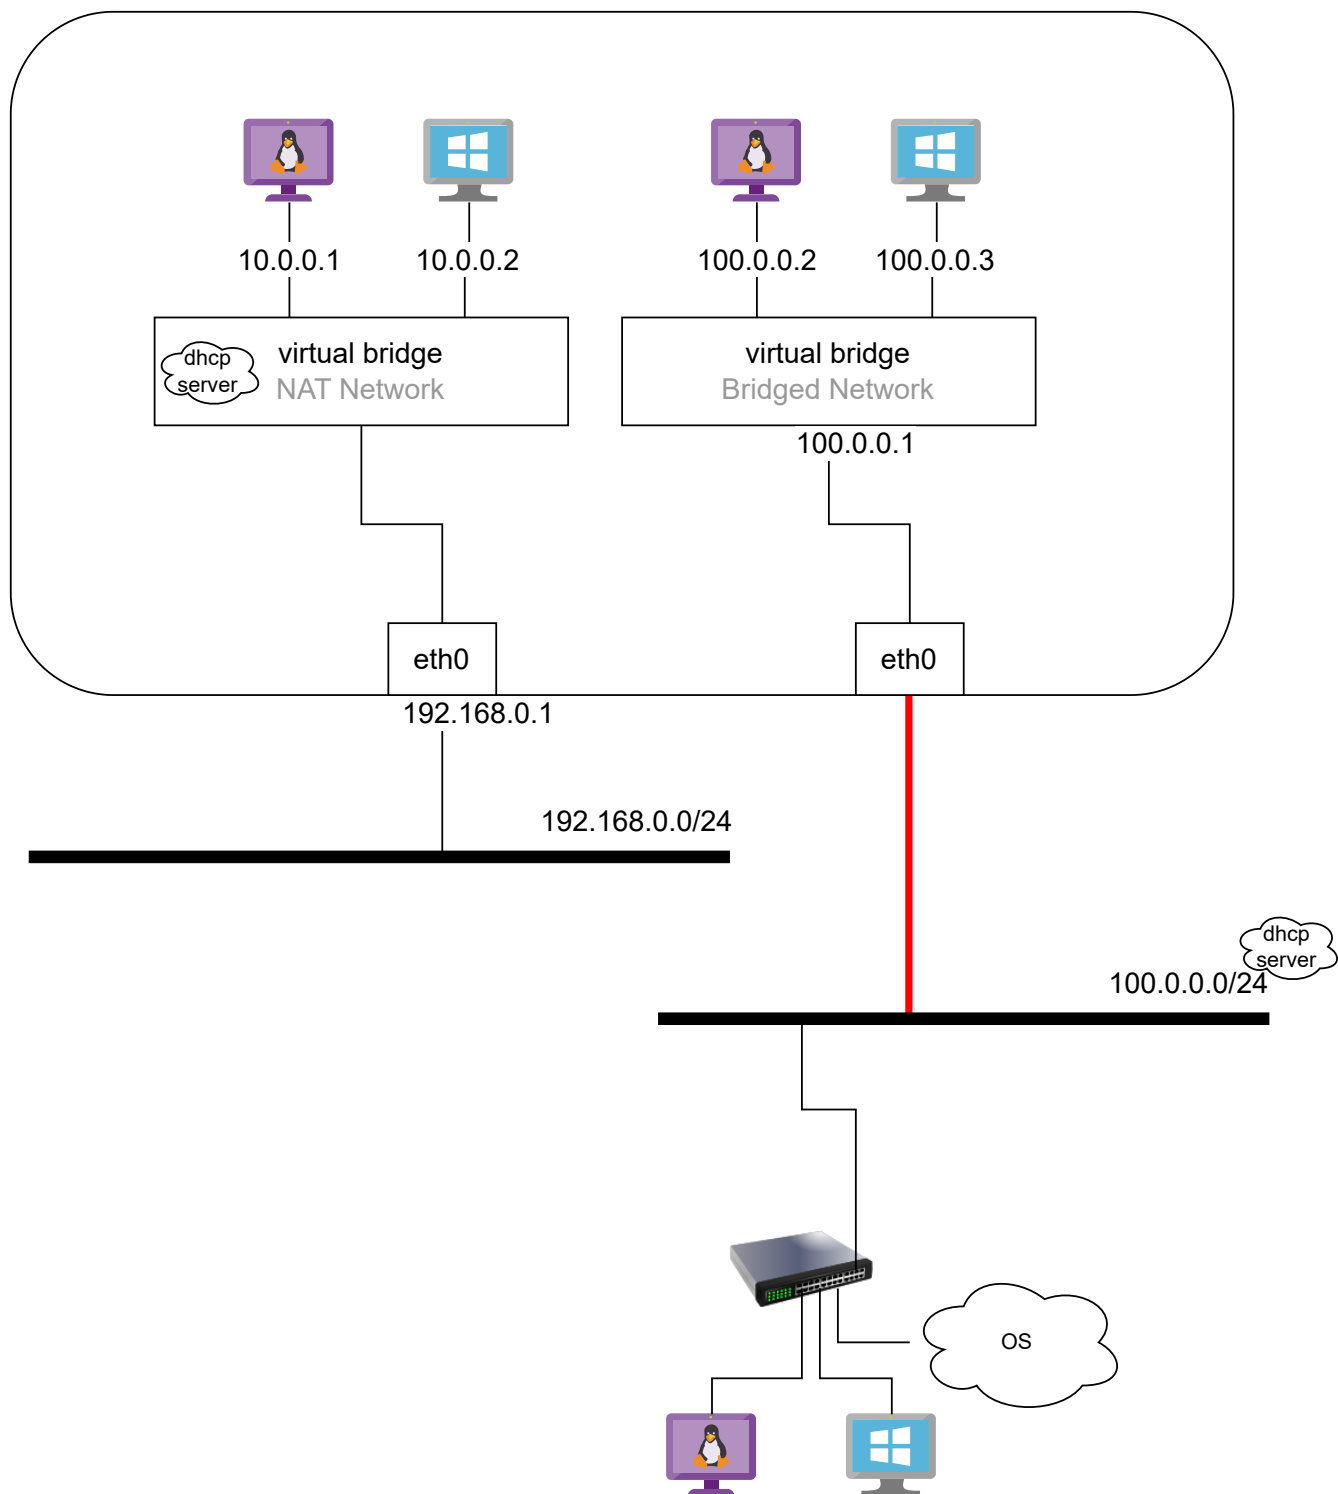 10.0.0.1
10.0.0.2
100.0.0.2
100.0.0.3
dhcp
server
virtual bridge
NAT Network
virtual bridge
Bridged Network
100.0.0.1
eth0
eth0
192.168.0.1
192.168.0.0/24
dhcp
server
100.0.0.0/24
OS